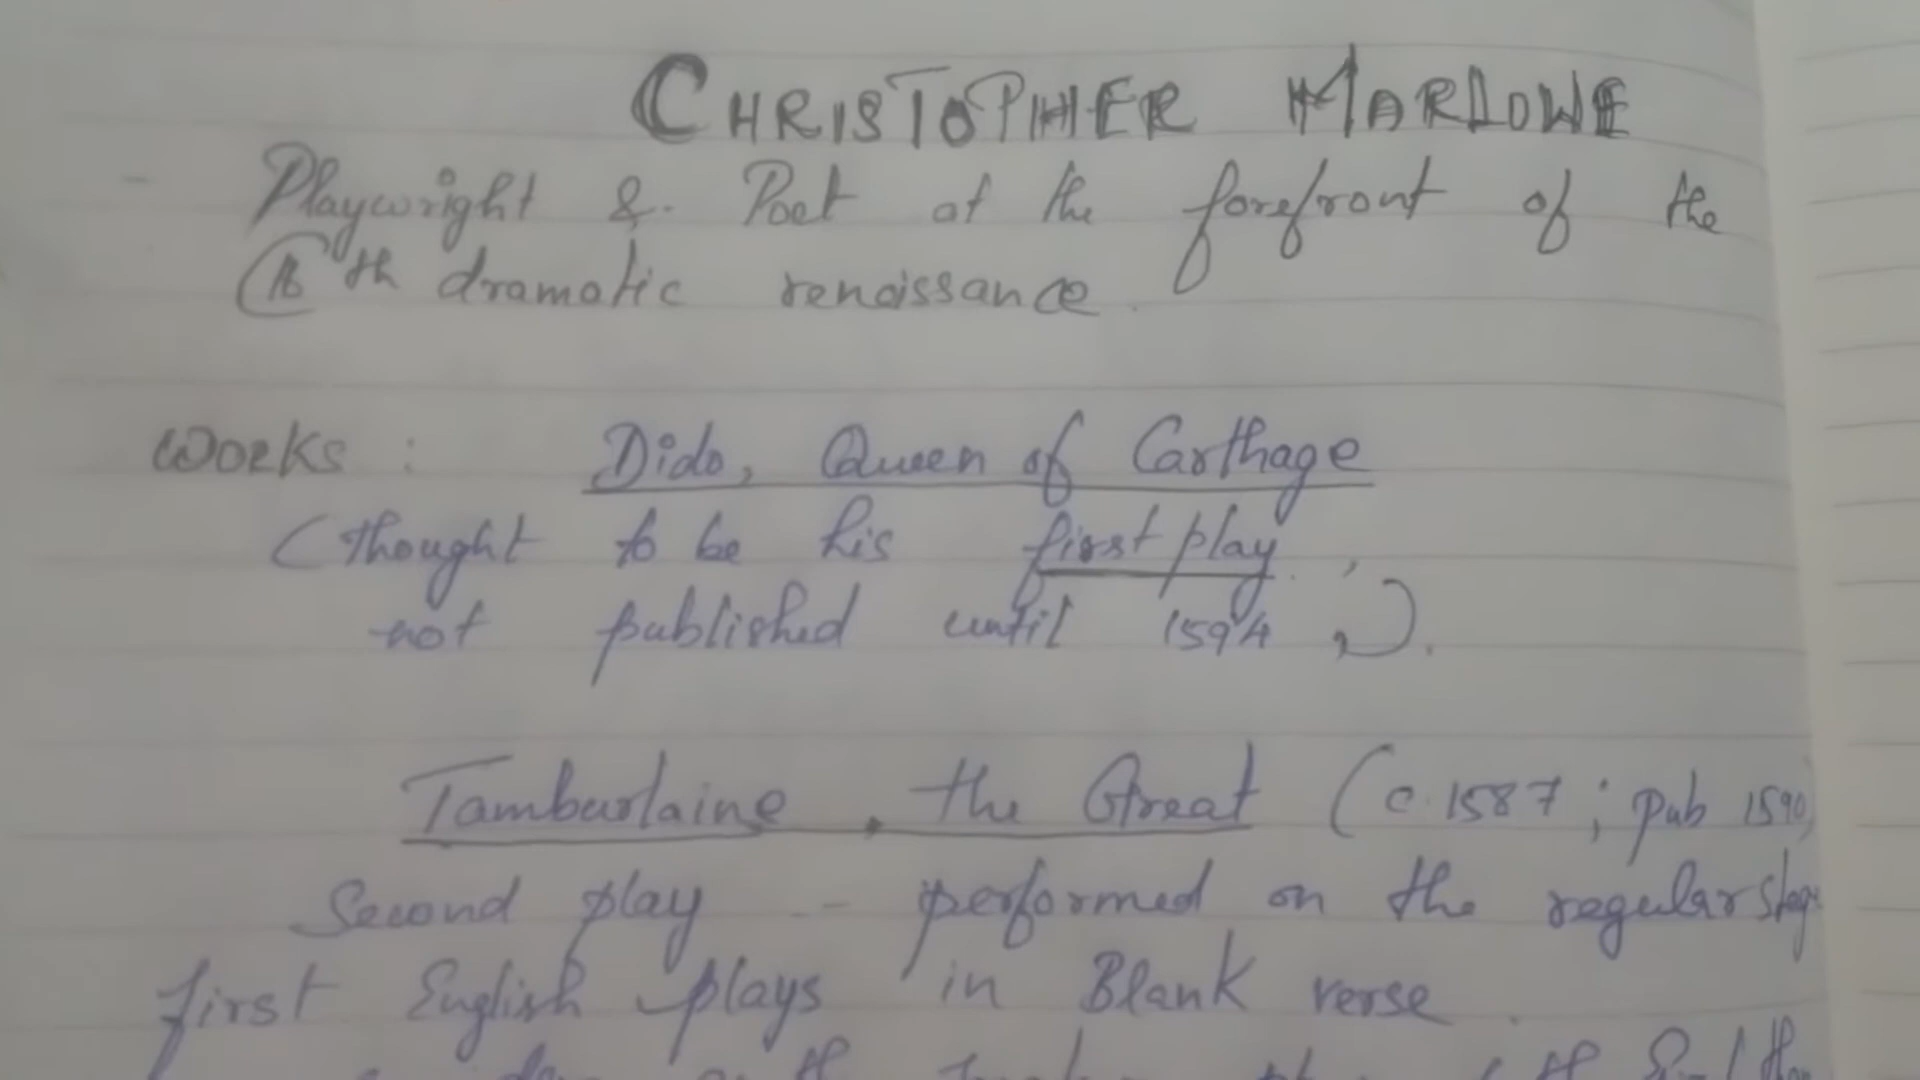 CHRISTOPHER MARLOWE
- Playwright & Poet at the forefront of the
16th dramatic renaissance.
Works : Dido, Queen of Carthage
(thought to be his first play,
not published until 1594,).
Tamburlaine, the Great (c.1587; pub 1590)
Second play - performed on the regular stage
first English plays in Blank verse.